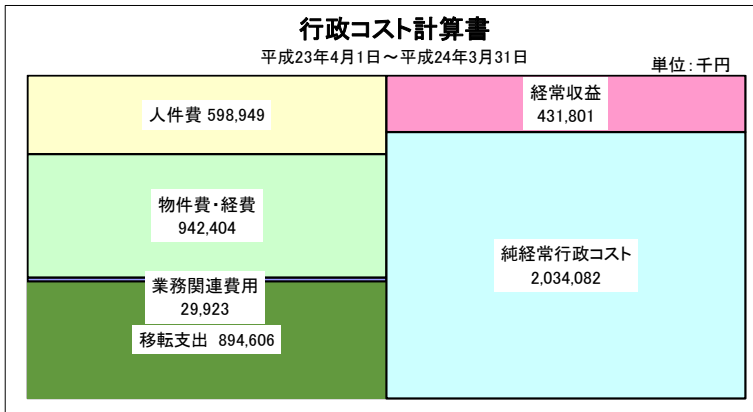 行政コスト計算書
平成23年4月1日～平成24年3月31日
単位:千円
人件費 598,949
物件費・経費
942,404
業務関連費用
29,923
移転支出 894,606
経常収益
431,801
純経常行政コスト
2,034,082